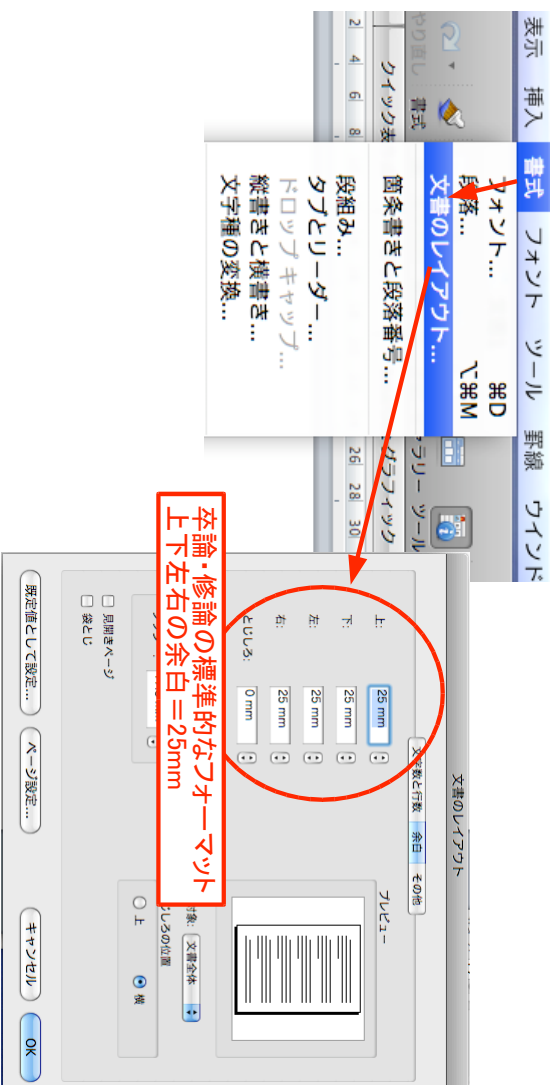 表示 挿入 書式 フォント ツール 罫線 ウインド
やり直し 書式 ラリー ツール
クイック表 グラフィック
2 4 6 8 26 28 30
フォント... ⌘D
段落... ⌥⌘M
文書のレイアウト...
箇条書きと段落番号...
段組み...
タブとリーダー...
ドロップ キャップ...
縦書きと横書き...
文字種の変換...
文書のレイアウト
文字数と行数 余白 その他
上: 25 mm
下: 25 mm
左: 25 mm
右: 25 mm
とじしろ: 0 mm
プレビュー
卒論・修論の標準的なフォーマット
上下左右の余白=25mm
対象: 文書全体
じしろの位置
上 横
見開きページ
袋とじ
既定値として設定... ページ設定... キャンセル OK